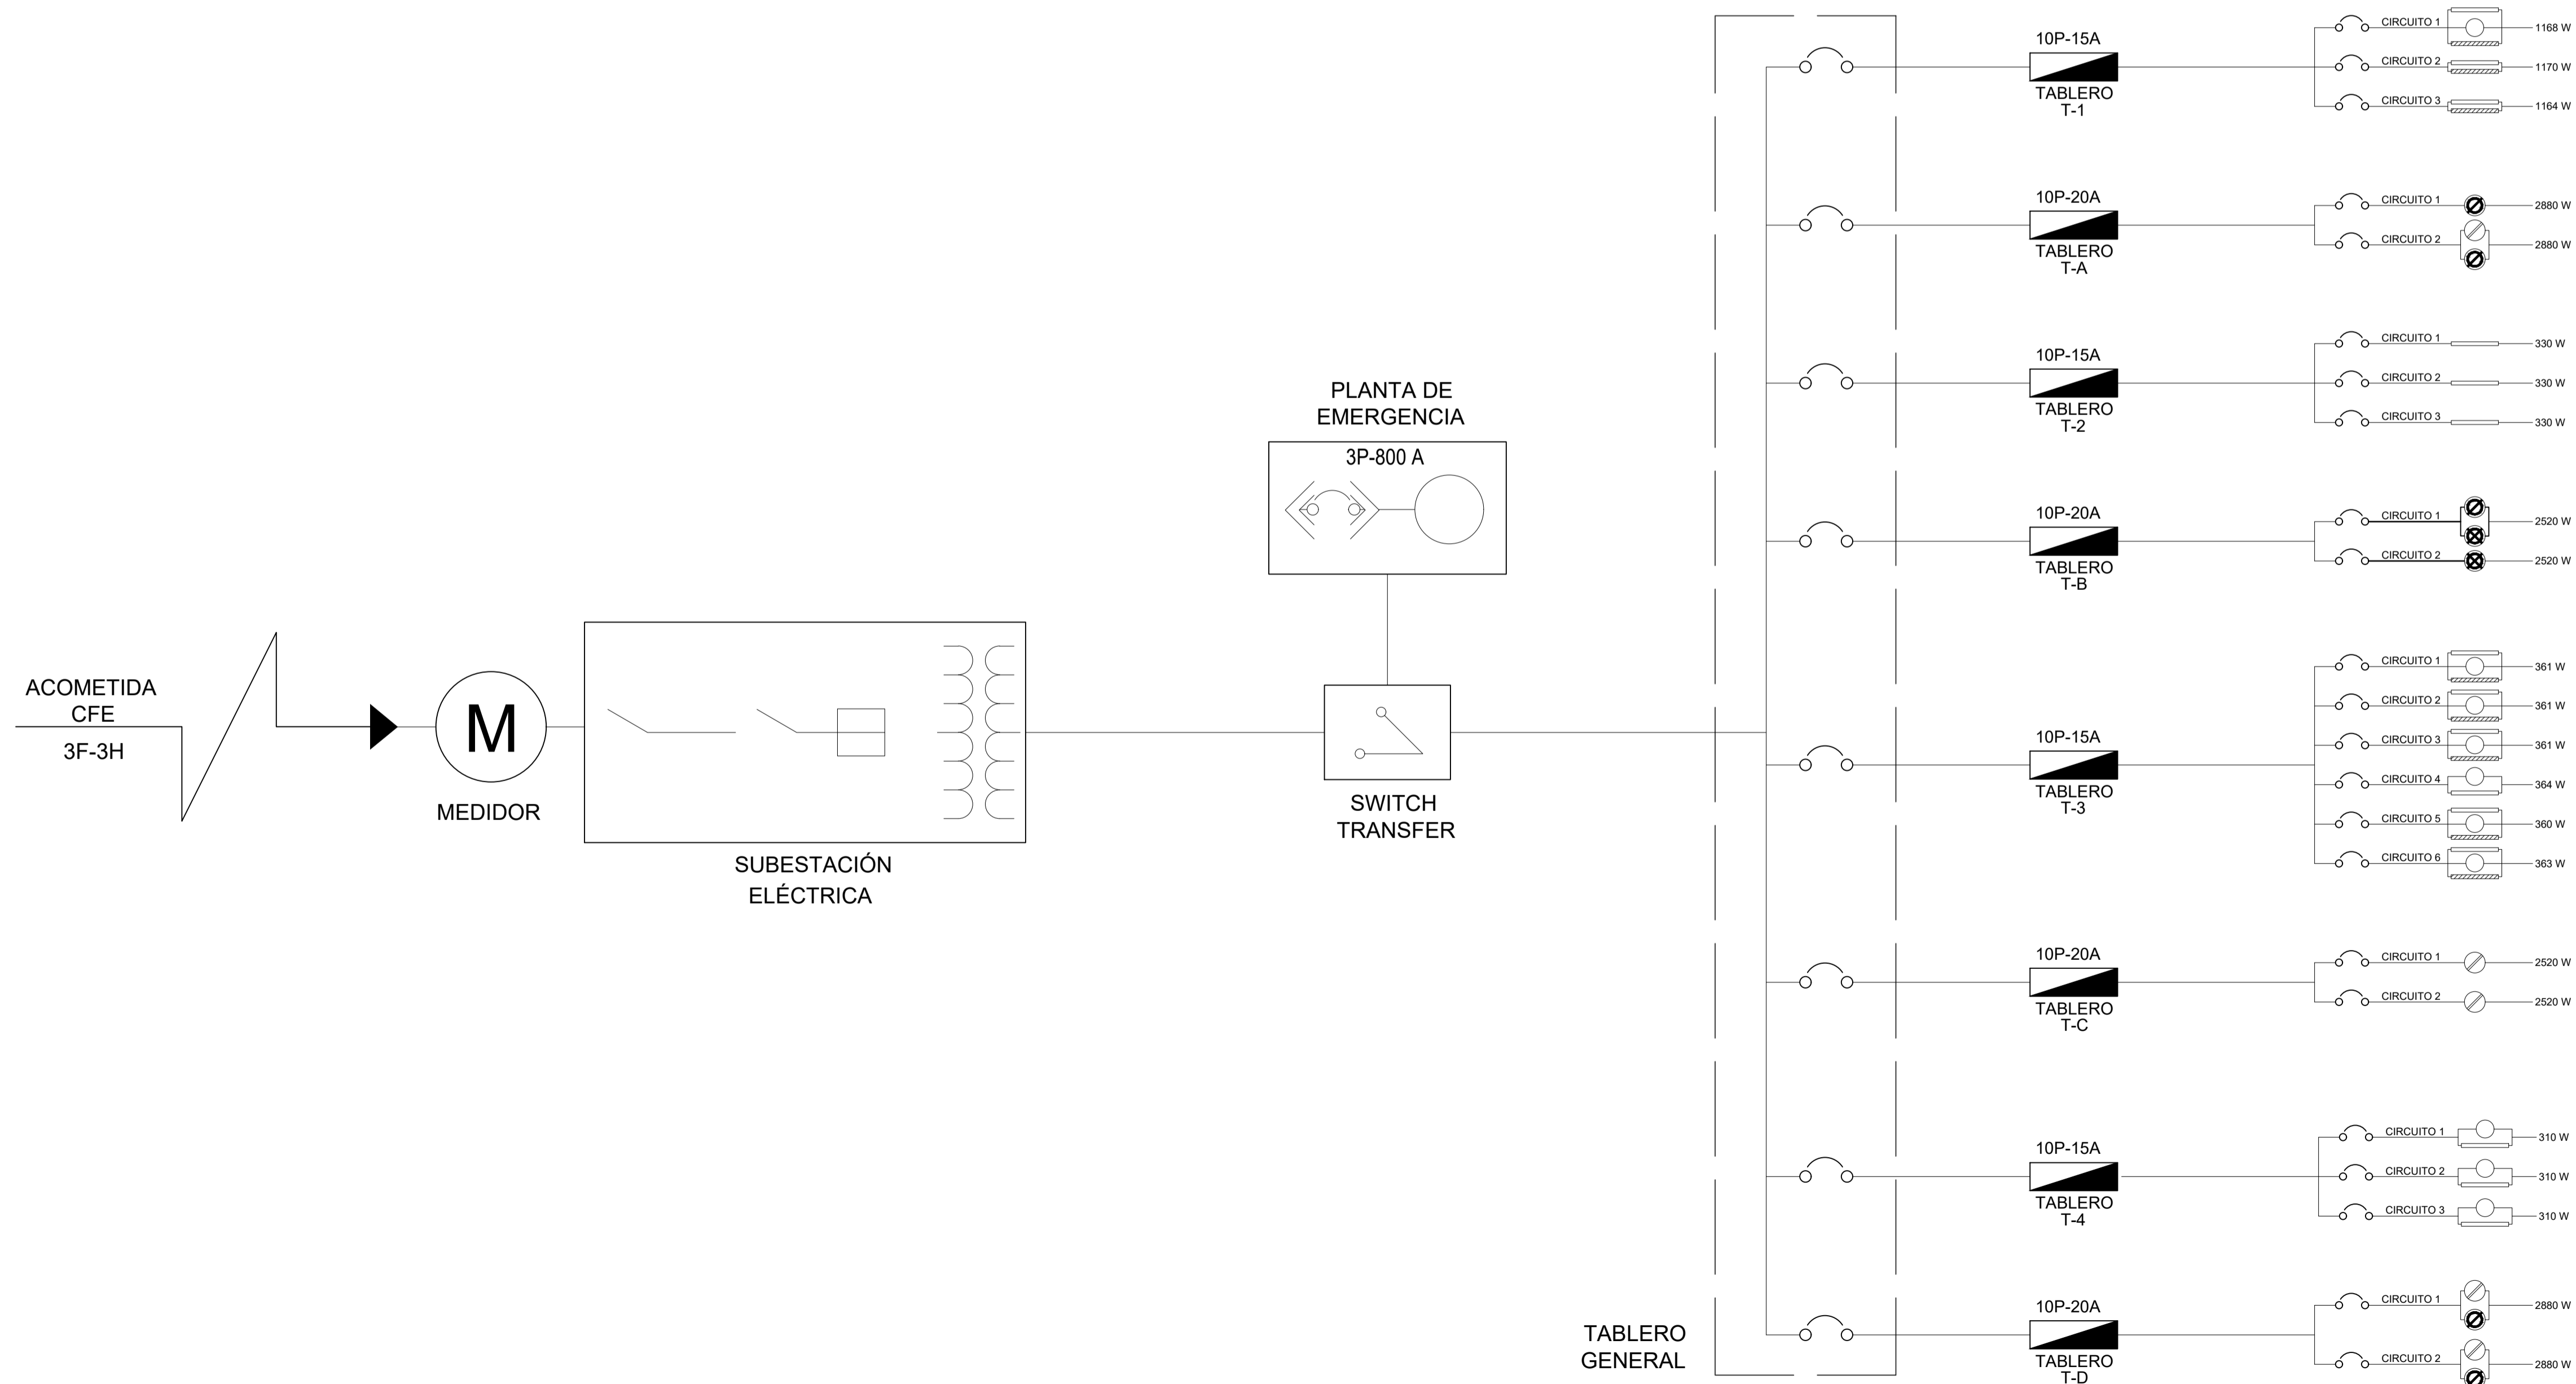 ACOMETIDA
CFE
3F-3H
M
MEDIDOR
SUBESTACIÓN
ELÉCTRICA
PLANTA DE
EMERGENCIA
3P-800 A
SWITCH
TRANSFER
TABLERO
GENERAL
10P-15A
TABLERO
T-1
CIRCUITO 1
1168 W
CIRCUITO 2
1170 W
CIRCUITO 3
1164 W
10P-20A
TABLERO
T-A
CIRCUITO 1
2880 W
CIRCUITO 2
2880 W
10P-15A
TABLERO
T-2
CIRCUITO 1
330 W
CIRCUITO 2
330 W
CIRCUITO 3
330 W
10P-20A
TABLERO
T-B
CIRCUITO 1
2520 W
CIRCUITO 2
2520 W
10P-15A
TABLERO
T-3
CIRCUITO 1
361 W
CIRCUITO 2
361 W
CIRCUITO 3
361 W
CIRCUITO 4
364 W
CIRCUITO 5
360 W
CIRCUITO 6
363 W
10P-20A
TABLERO
T-C
CIRCUITO 1
2520 W
CIRCUITO 2
2520 W
10P-15A
TABLERO
T-4
CIRCUITO 1
310 W
CIRCUITO 2
310 W
CIRCUITO 3
310 W
10P-20A
TABLERO
T-D
CIRCUITO 1
2880 W
CIRCUITO 2
2880 W